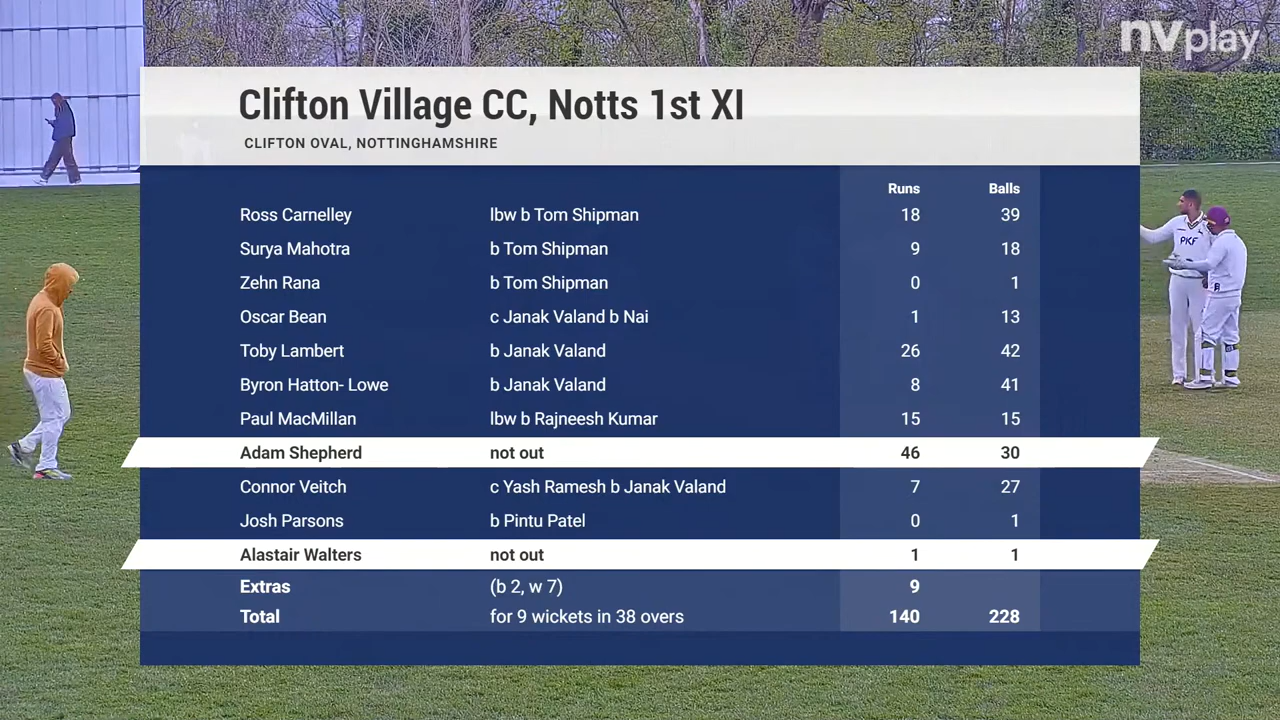 nvplay
Clifton Village CC, Notts 1st XI
CLIFTON OVAL, NOTTINGHAMSHIRE
Runs Balls
Ross Carnelley lbw b Tom Shipman 18 39
Surya Mahotra b Tom Shipman 9 18
Zehn Rana b Tom Shipman 0 1
Oscar Bean c Janak Valand b Nai 1 13
Toby Lambert b Janak Valand 26 42
Byron Hatton- Lowe b Janak Valand 8 41
Paul MacMillan lbw b Rajneesh Kumar 15 15
Adam Shepherd not out 46 30
Connor Veitch c Yash Ramesh b Janak Valand 7 27
Josh Parsons b Pintu Patel 0 1
Alastair Walters not out 1 1
Extras (b 2, w 7) 9
Total for 9 wickets in 38 overs 140 228
PKF